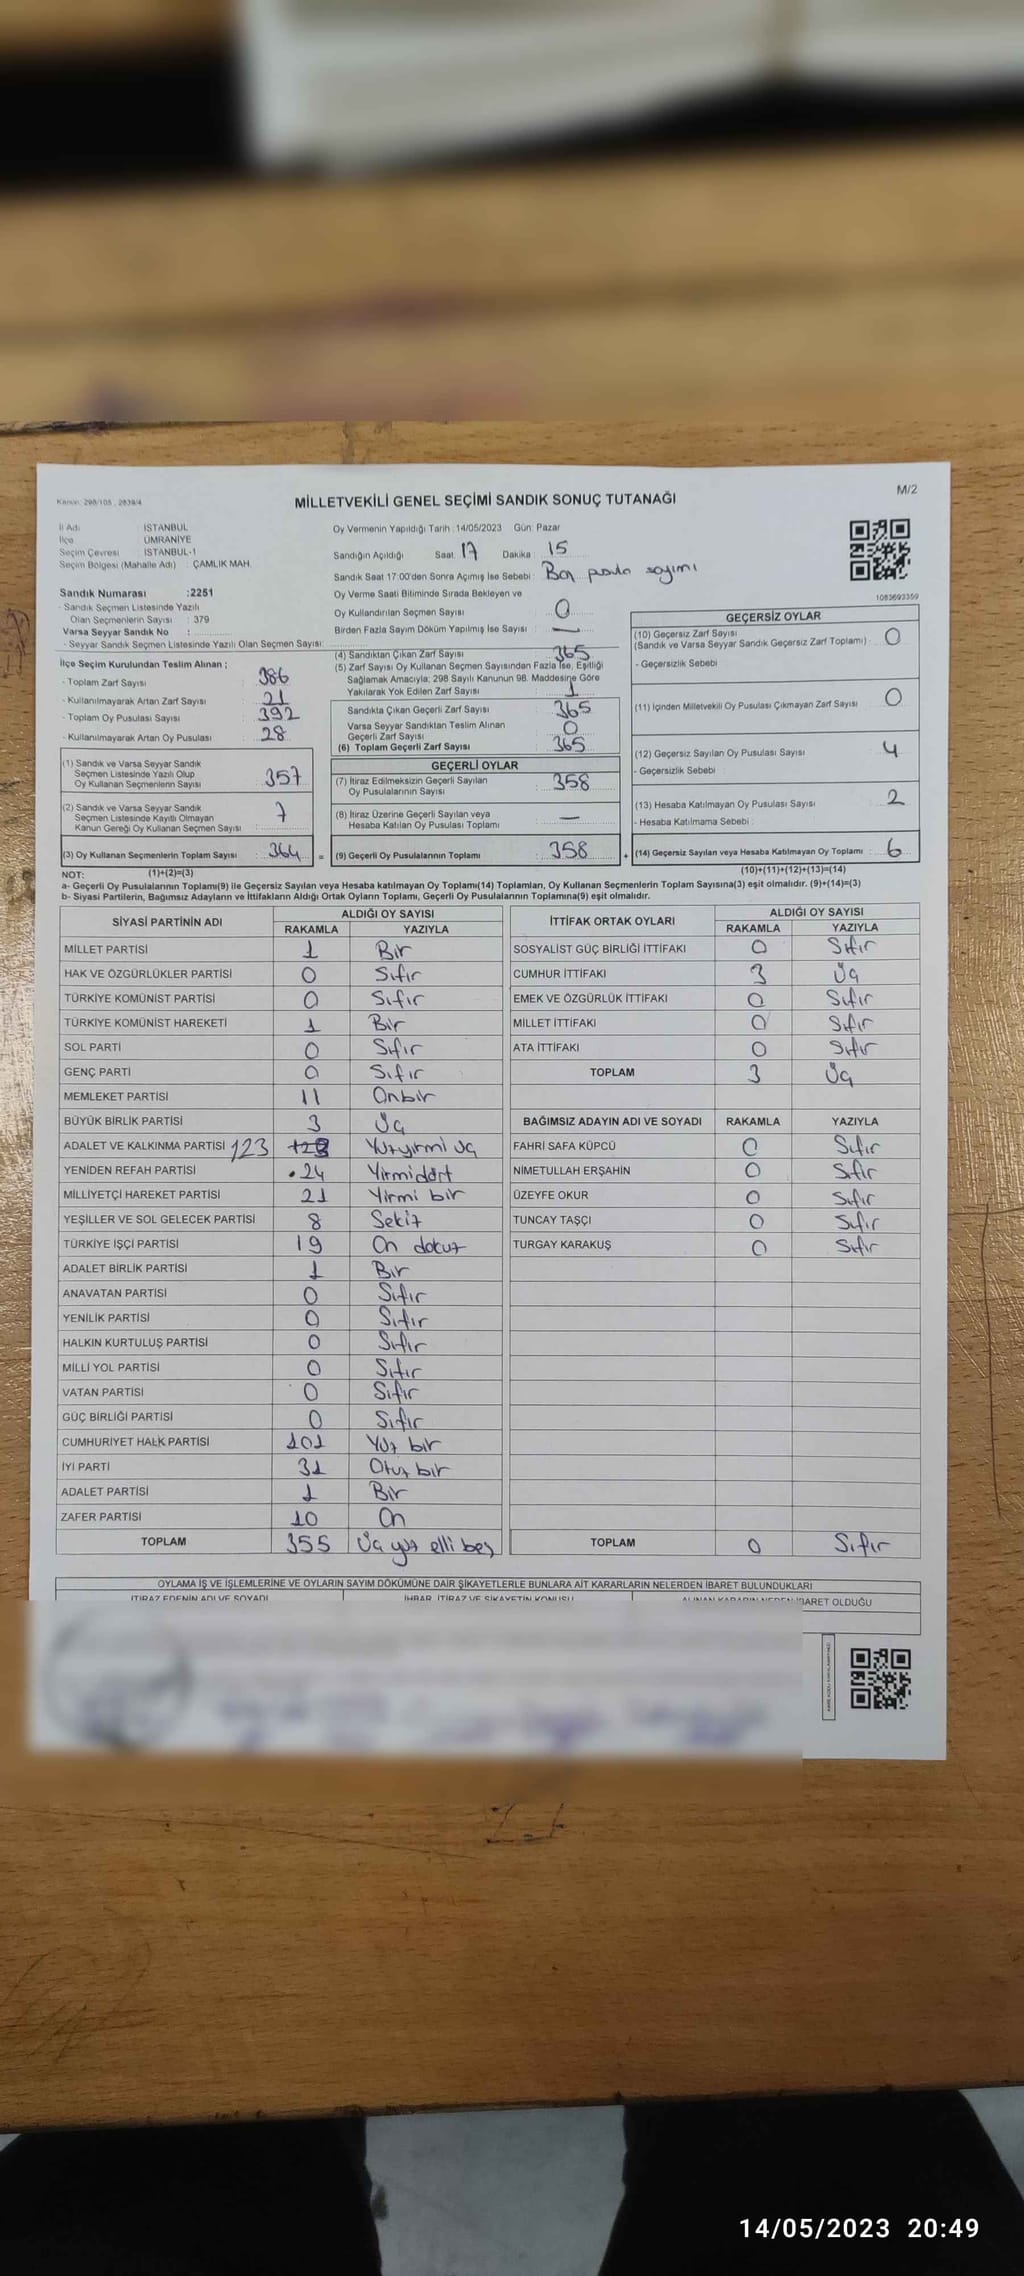 Kanun: 298/105 , 2839/4
MİLLETVEKİLİ GENEL SEÇİMİ SANDIK SONUÇ TUTANAĞI
M/2
İl Adı : İSTANBUL
İlçe : ÜMRANİYE
Seçim Çevresi : İSTANBUL-1
Seçim Bölgesi (Mahalle Adı) : ÇAMLIK MAH.
Oy Vermenin Yapıldığı Tarih :14/05/2023 Gün: Pazar
Sandığın Açıldığı Saat: 17 Dakika : 15
Sandık Saat 17:00'den Sonra Açılmış İse Sebebi : Boş pusula sayımı
1083693359
Sandık Numarası :2251
- Sandık Seçmen Listesinde Yazılı
Olan Seçmenlerin Sayısı : 379
Varsa Seyyar Sandık No :
- Seyyar Sandık Seçmen Listesinde Yazılı Olan Seçmen Sayısı:
Oy Verme Saati Bitiminde Sırada Bekleyen ve
Oy Kullandırılan Seçmen Sayısı : 0
Birden Fazla Sayım Döküm Yapılmış İse Sayısı : —
İlçe Seçim Kurulundan Teslim Alınan ;
- Toplam Zarf Sayısı : 386
- Kullanılmayarak Artan Zarf Sayısı : 21
- Toplam Oy Pusulası Sayısı : 392
- Kullanılmayarak Artan Oy Pusulası : 28
(1) Sandık ve Varsa Seyyar Sandık
Seçmen Listesinde Yazılı Olup
Oy Kullanan Seçmenlerin Sayısı : 357
(2) Sandık ve Varsa Seyyar Sandık
Seçmen Listesinde Kayıtlı Olmayan
Kanun Gereği Oy Kullanan Seçmen Sayısı : 7
(3) Oy Kullanan Seçmenlerin Toplam Sayısı : 364 =
(4) Sandıktan Çıkan Zarf Sayısı : 365
(5) Zarf Sayısı Oy Kullanan Seçmen Sayısından Fazla İse, Eşitliği
Sağlamak Amacıyla; 298 Sayılı Kanunun 98. Maddesine Göre
Yakılarak Yok Edilen Zarf Sayısı : 1
Sandıkta Çıkan Geçerli Zarf Sayısı : 365
Varsa Seyyar Sandıktan Teslim Alınan
Geçerli Zarf Sayısı : 0
(6) Toplam Geçerli Zarf Sayısı : 365
GEÇERLİ OYLAR
(7) İtiraz Edilmeksizin Geçerli Sayılan
Oy Pusulalarının Sayısı : 358
(8) İtiraz Üzerine Geçerli Sayılan veya
Hesaba Katılan Oy Pusulası Toplamı : —
(9) Geçerli Oy Pusulalarının Toplamı : 358 +
GEÇERSİZ OYLAR
(10) Geçersiz Zarf Sayısı
(Sandık ve Varsa Seyyar Sandık Geçersiz Zarf Toplamı) : 0
- Geçersizlik Sebebi
(11) İçinden Milletvekili Oy Pusulası Çıkmayan Zarf Sayısı : 0
(12) Geçersiz Sayılan Oy Pusulası Sayısı : 4
- Geçersizlik Sebebi :
(13) Hesaba Katılmayan Oy Pusulası Sayısı : 2
- Hesaba Katılmama Sebebi :
(14) Geçersiz Sayılan veya Hesaba Katılmayan Oy Toplamı : 6
NOT: (1)+(2)=(3) (10)+(11)+(12)+(13)=(14)
a- Geçerli Oy Pusulalarının Toplamı(9) ile Geçersiz Sayılan veya Hesaba katılmayan Oy Toplamı(14) Toplamları, Oy Kullanan Seçmenlerin Toplam Sayısına(3) eşit olmalıdır. (9)+(14)=(3)
b- Siyasi Partilerin, Bağımsız Adayların ve İttifakların Aldığı Ortak Oyların Toplamı, Geçerli Oy Pusulalarının Toplamına(9) eşit olmalıdır.
SİYASİ PARTİNİN ADI ALDIĞI OY SAYISI
RAKAMLA YAZIYLA
MİLLET PARTİSİ 1 Bir
HAK VE ÖZGÜRLÜKLER PARTİSİ 0 Sıfır
TÜRKİYE KOMÜNİST PARTİSİ 0 Sıfır
TÜRKİYE KOMÜNİST HAREKETİ 1 Bir
SOL PARTİ 0 Sıfır
GENÇ PARTİ 0 Sıfır
MEMLEKET PARTİSİ 11 Onbir
BÜYÜK BİRLİK PARTİSİ 3 Üç
ADALET VE KALKINMA PARTİSİ 123 123 Yüzyirmi üç
YENİDEN REFAH PARTİSİ 24 Yirmidört
MİLLİYETÇİ HAREKET PARTİSİ 21 Yirmi bir
YEŞİLLER VE SOL GELECEK PARTİSİ 8 Sekiz
TÜRKİYE İŞÇİ PARTİSİ 19 On dokuz
ADALET BİRLİK PARTİSİ 1 Bir
ANAVATAN PARTİSİ 0 Sıfır
YENİLİK PARTİSİ 0 Sıfır
HALKIN KURTULUŞ PARTİSİ 0 Sıfır
MİLLİ YOL PARTİSİ 0 Sıfır
VATAN PARTİSİ 0 Sıfır
GÜÇ BİRLİĞİ PARTİSİ 0 Sıfır
CUMHURİYET HALK PARTİSİ 101 Yüz bir
İYİ PARTİ 31 Otuz bir
ADALET PARTİSİ 1 Bir
ZAFER PARTİSİ 10 On
TOPLAM 355 Üç yüz elli beş
İTTİFAK ORTAK OYLARI ALDIĞI OY SAYISI
RAKAMLA YAZIYLA
SOSYALİST GÜÇ BİRLİĞİ İTTİFAKI 0 Sıfır
CUMHUR İTTİFAKI 3 Üç
EMEK VE ÖZGÜRLÜK İTTİFAKI 0 Sıfır
MİLLET İTTİFAKI 0 Sıfır
ATA İTTİFAKI 0 Sıfır
TOPLAM 3 Üç
BAĞIMSIZ ADAYIN ADI VE SOYADI RAKAMLA YAZIYLA
FAHRİ SAFA KÜPCÜ 0 Sıfır
NİMETULLAH ERŞAHİN 0 Sıfır
ÜZEYFE OKUR 0 Sıfır
TUNCAY TAŞÇI 0 Sıfır
TURGAY KARAKUŞ 0 Sıfır
TOPLAM 0 Sıfır
OYLAMA İŞ VE İŞLEMLERİNE VE OYLARIN SAYIM DÖKÜMÜNE DAİR ŞİKAYETLERLE BUNLARA AİT KARARLARIN NELERDEN İBARET BULUNDUKLARI
İTİRAZ EDENİN ADI VE SOYADI İHBAR, İTİRAZ VE ŞİKAYETİN KONUSU ALINAN KARARIN NEDEN İBARET OLDUĞU
14/05/2023 20:49